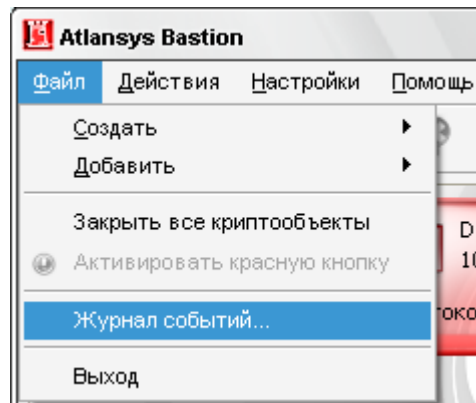 Atlansys Bastion
Файл Действия Настройки Помощь
Создать
Добавить
Закрыть все криптообъекты
Активировать красную кнопку
Журнал событий...
Выход